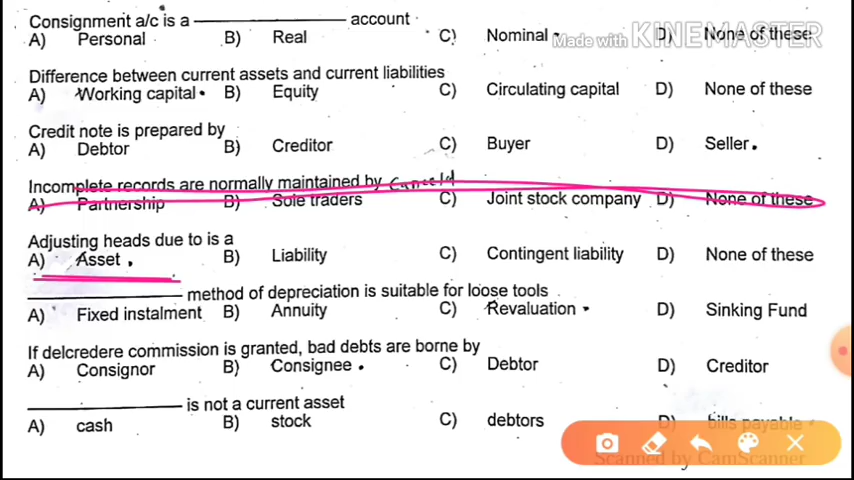 Consignment a/c is a ______________ account
A) Personal B) Real C) Nominal D) None of these
Made with KINEMASTER
Difference between current assets and current liabilities
A) Working capital B) Equity C) Circulating capital D) None of these
Credit note is prepared by
A) Debtor B) Creditor C) Buyer D) Seller
Incomplete records are normally maintained by
A) Partnership B) Sole traders C) Joint stock company D) None of these
Adjusting heads due to is a
A) Asset B) Liability C) Contingent liability D) None of these
______________ method of depreciation is suitable for loose tools
A) Fixed instalment B) Annuity C) Revaluation D) Sinking Fund
If delcredere commission is granted, bad debts are borne by
A) Consignor B) Consignee C) Debtor D) Creditor
______________ is not a current asset
A) cash B) stock C) debtors D) bills payable
Scanned by CamScanner